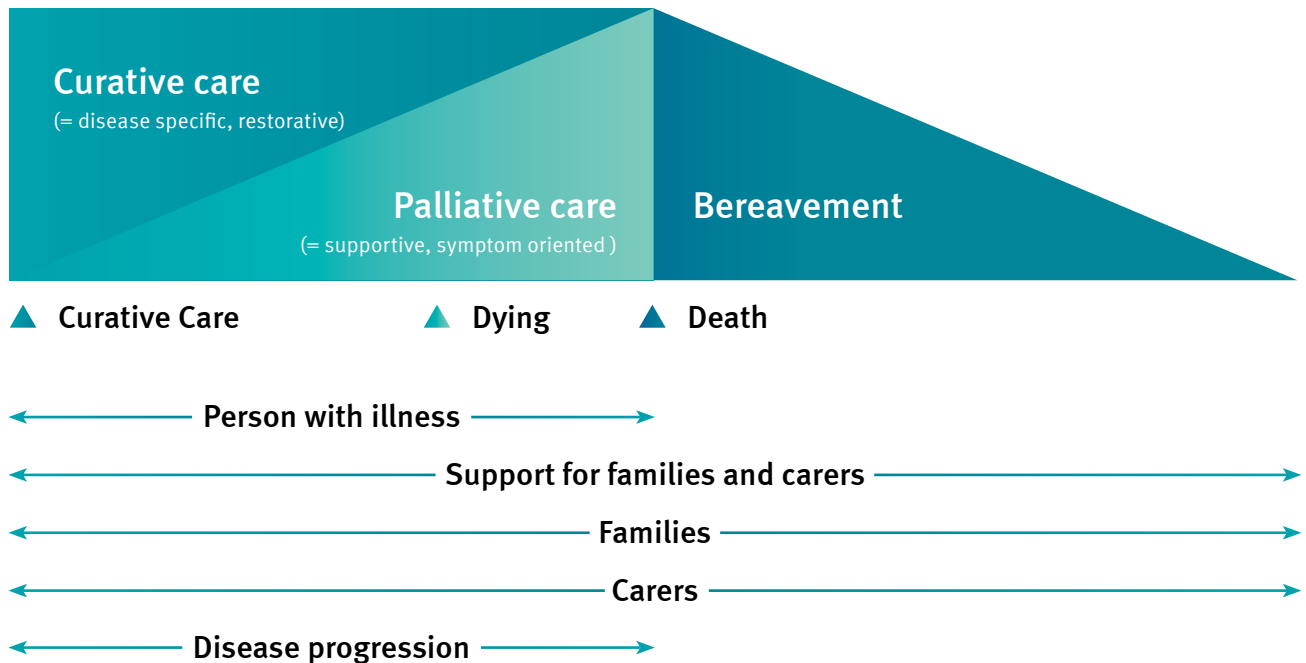 Curative care
(= disease specific, restorative)
Palliative care
(= supportive, symptom oriented )
Bereavement
Curative Care
Dying
Death
Person with illness
Support for families and carers
Families
Carers
Disease progression